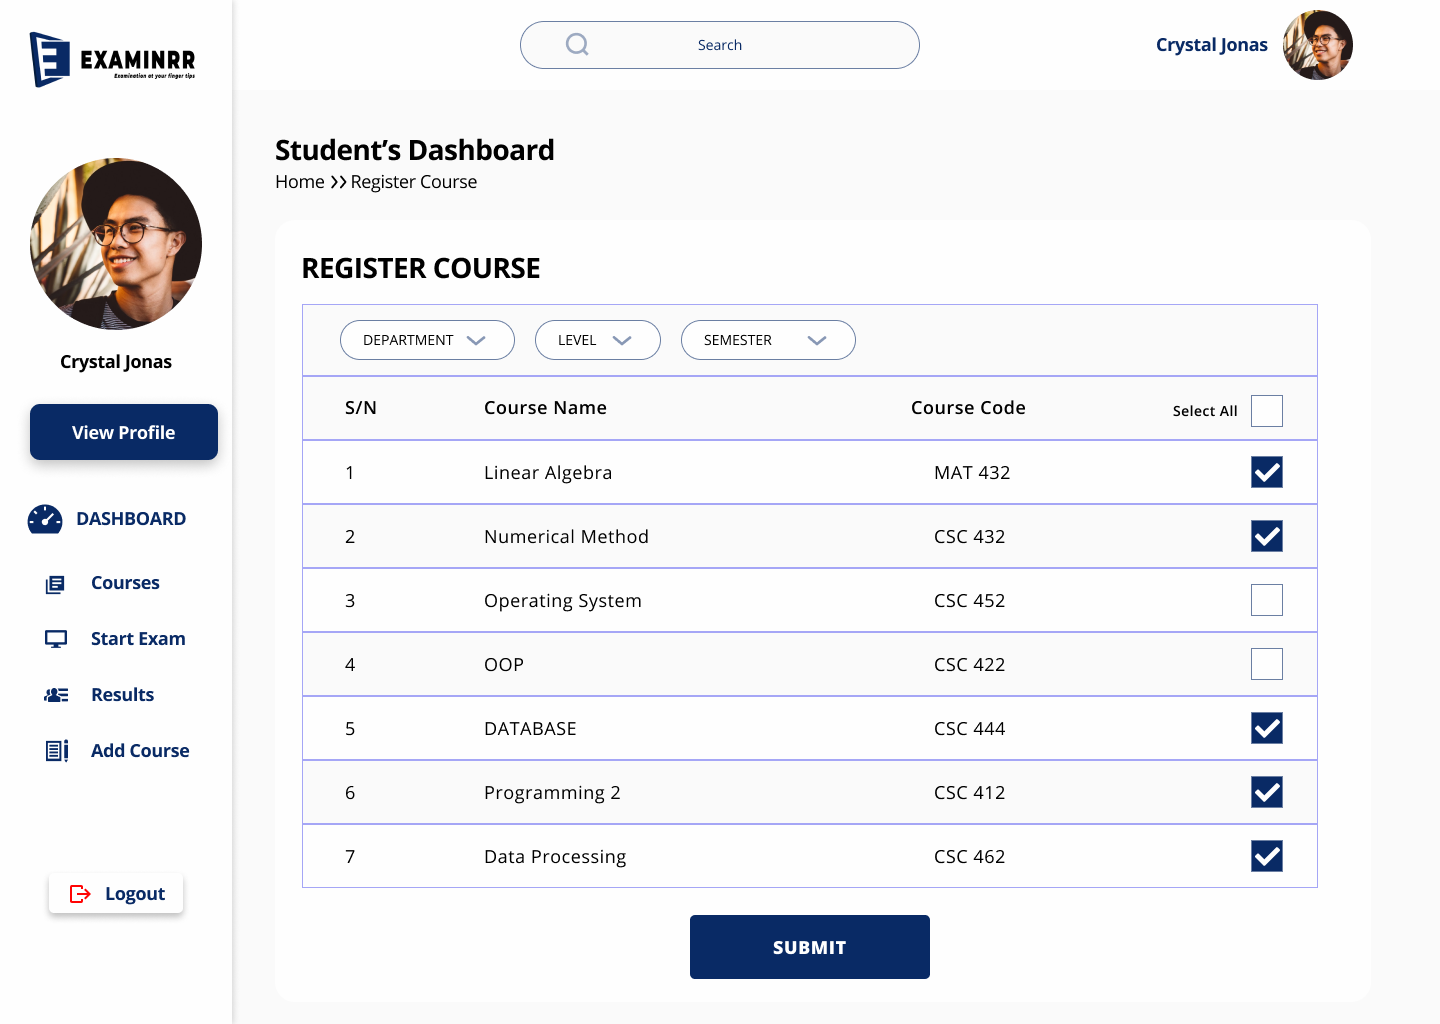 EXAMINRR
Examination at your finger tips
Search
Crystal Jonas
Crystal Jonas
View Profile
DASHBOARD
Courses
Start Exam
Results
Add Course
Logout
Student’s Dashboard
Home >> Register Course
REGISTER COURSE
DEPARTMENT LEVEL SEMESTER
S/N Course Name Course Code Select All
1 Linear Algebra MAT 432
2 Numerical Method CSC 432
3 Operating System CSC 452
4 OOP CSC 422
5 DATABASE CSC 444
6 Programming 2 CSC 412
7 Data Processing CSC 462
SUBMIT